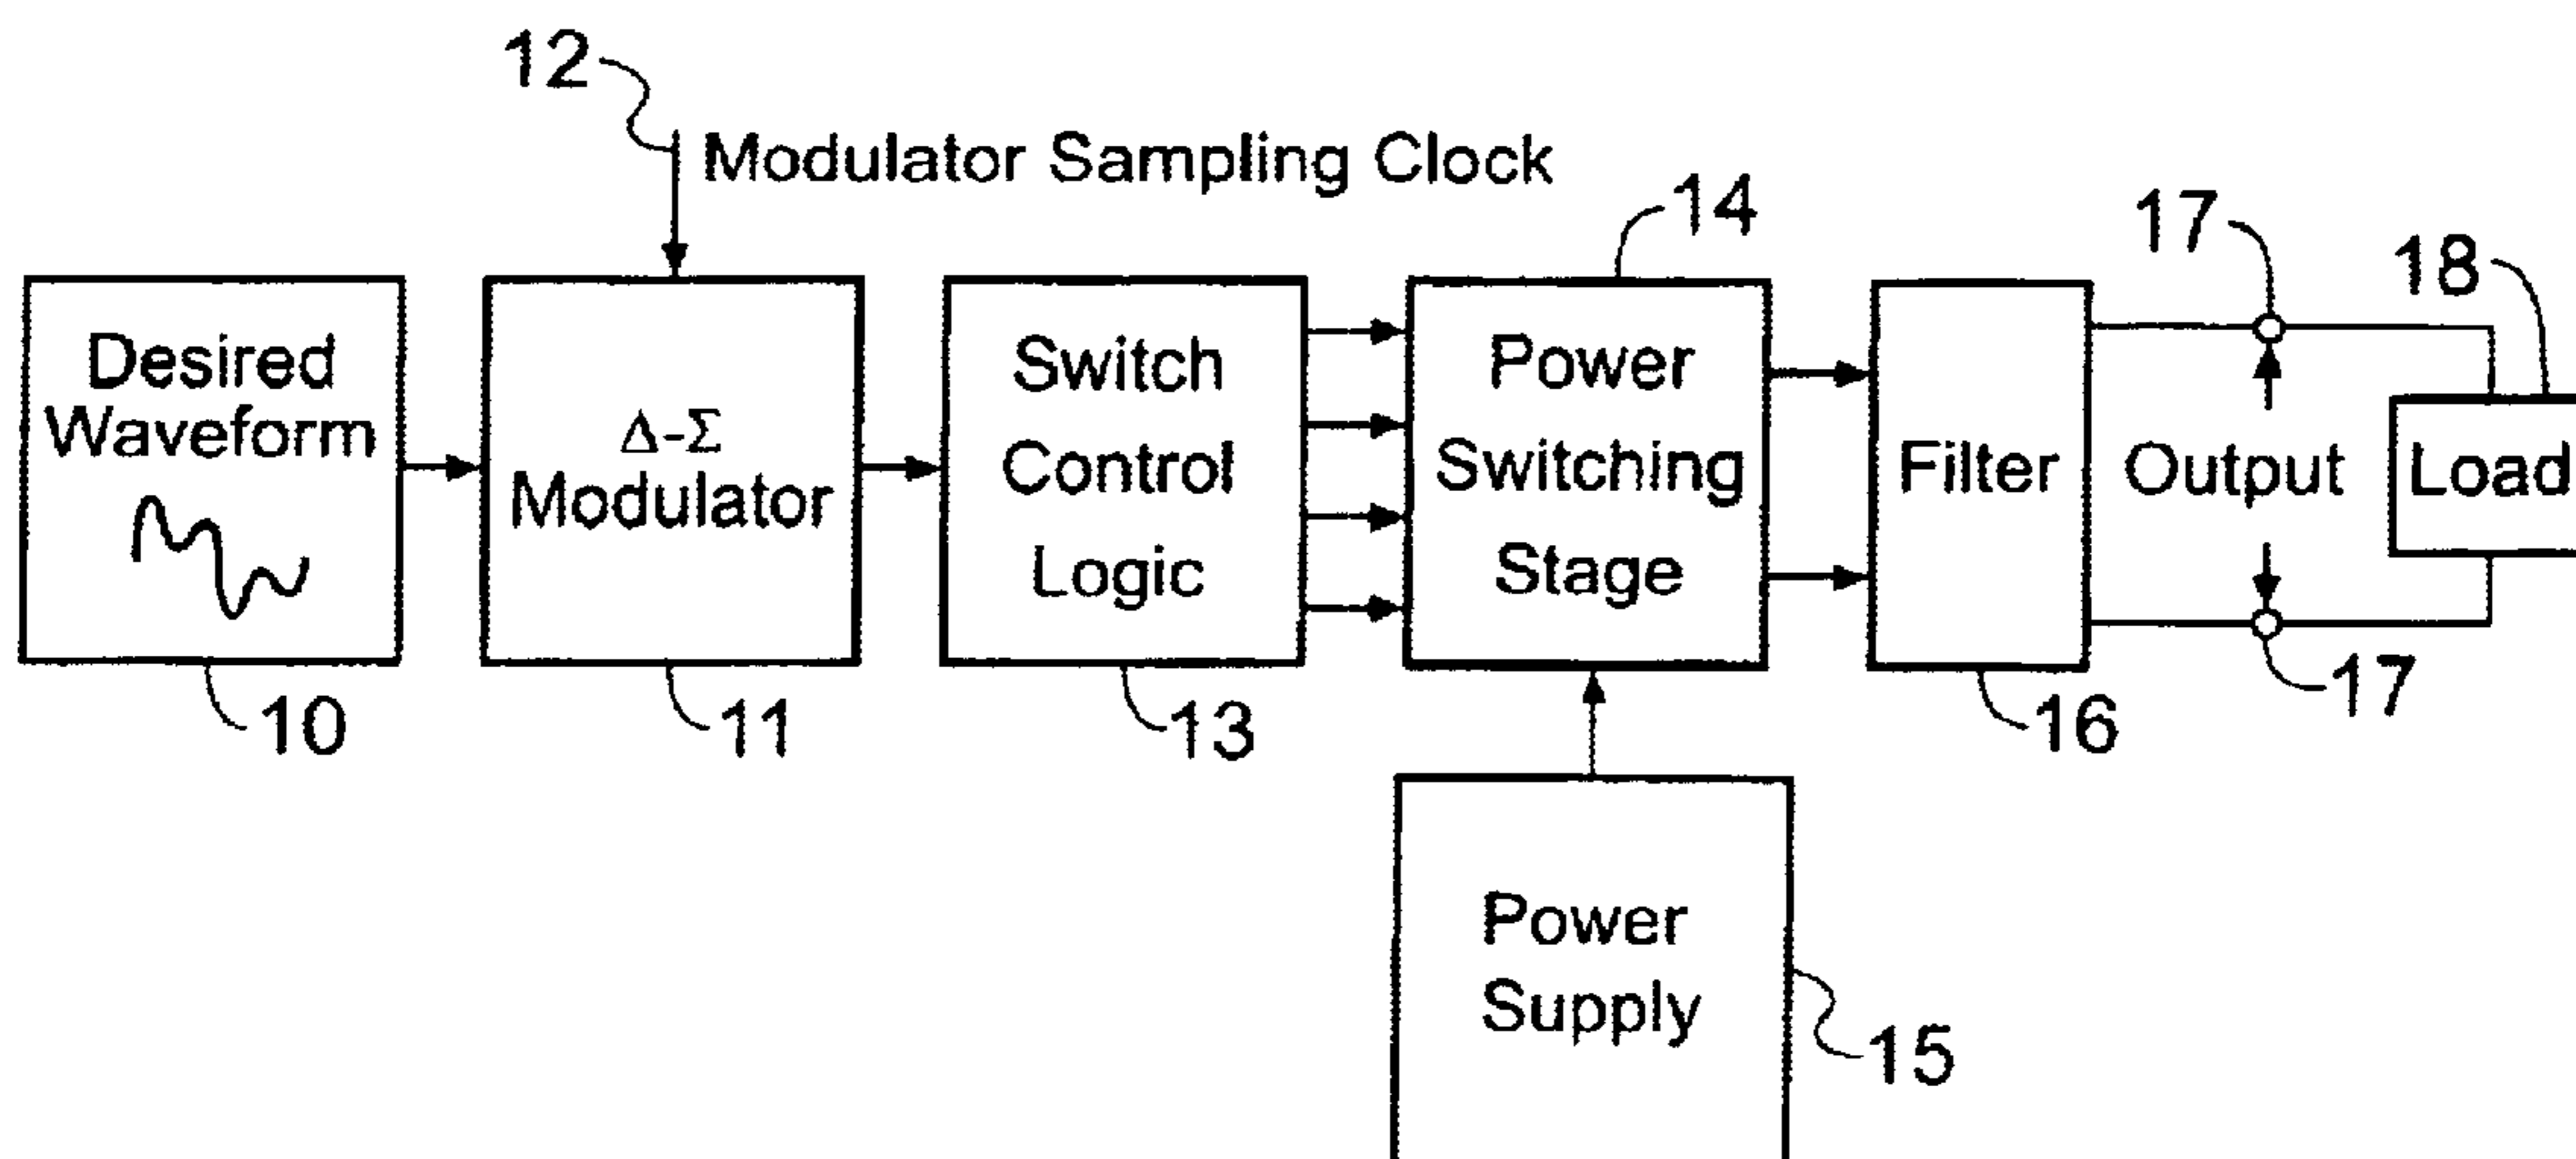 12
Modulator Sampling Clock
14
17
18
Desired
Waveform
Δ-Σ
Modulator
Switch
Control
Logic
Power
Switching
Stage
Filter
Output
Load
10
11
13
16
17
Power
Supply
15